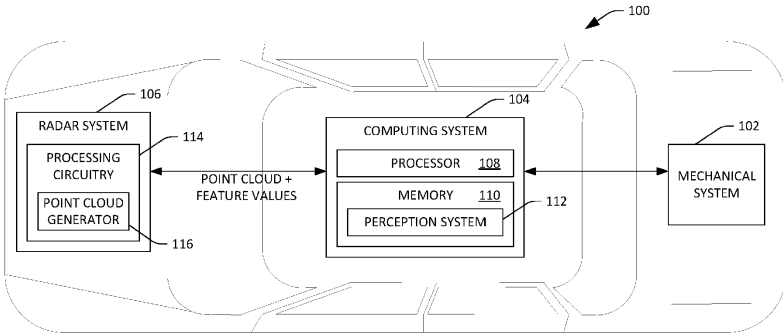 100
106
RADAR SYSTEM
114
PROCESSING
CIRCUITRY
POINT CLOUD
GENERATOR
116
POINT CLOUD +
FEATURE VALUES
104
COMPUTING SYSTEM
PROCESSOR 108
MEMORY 110
PERCEPTION SYSTEM
112
102
MECHANICAL
SYSTEM